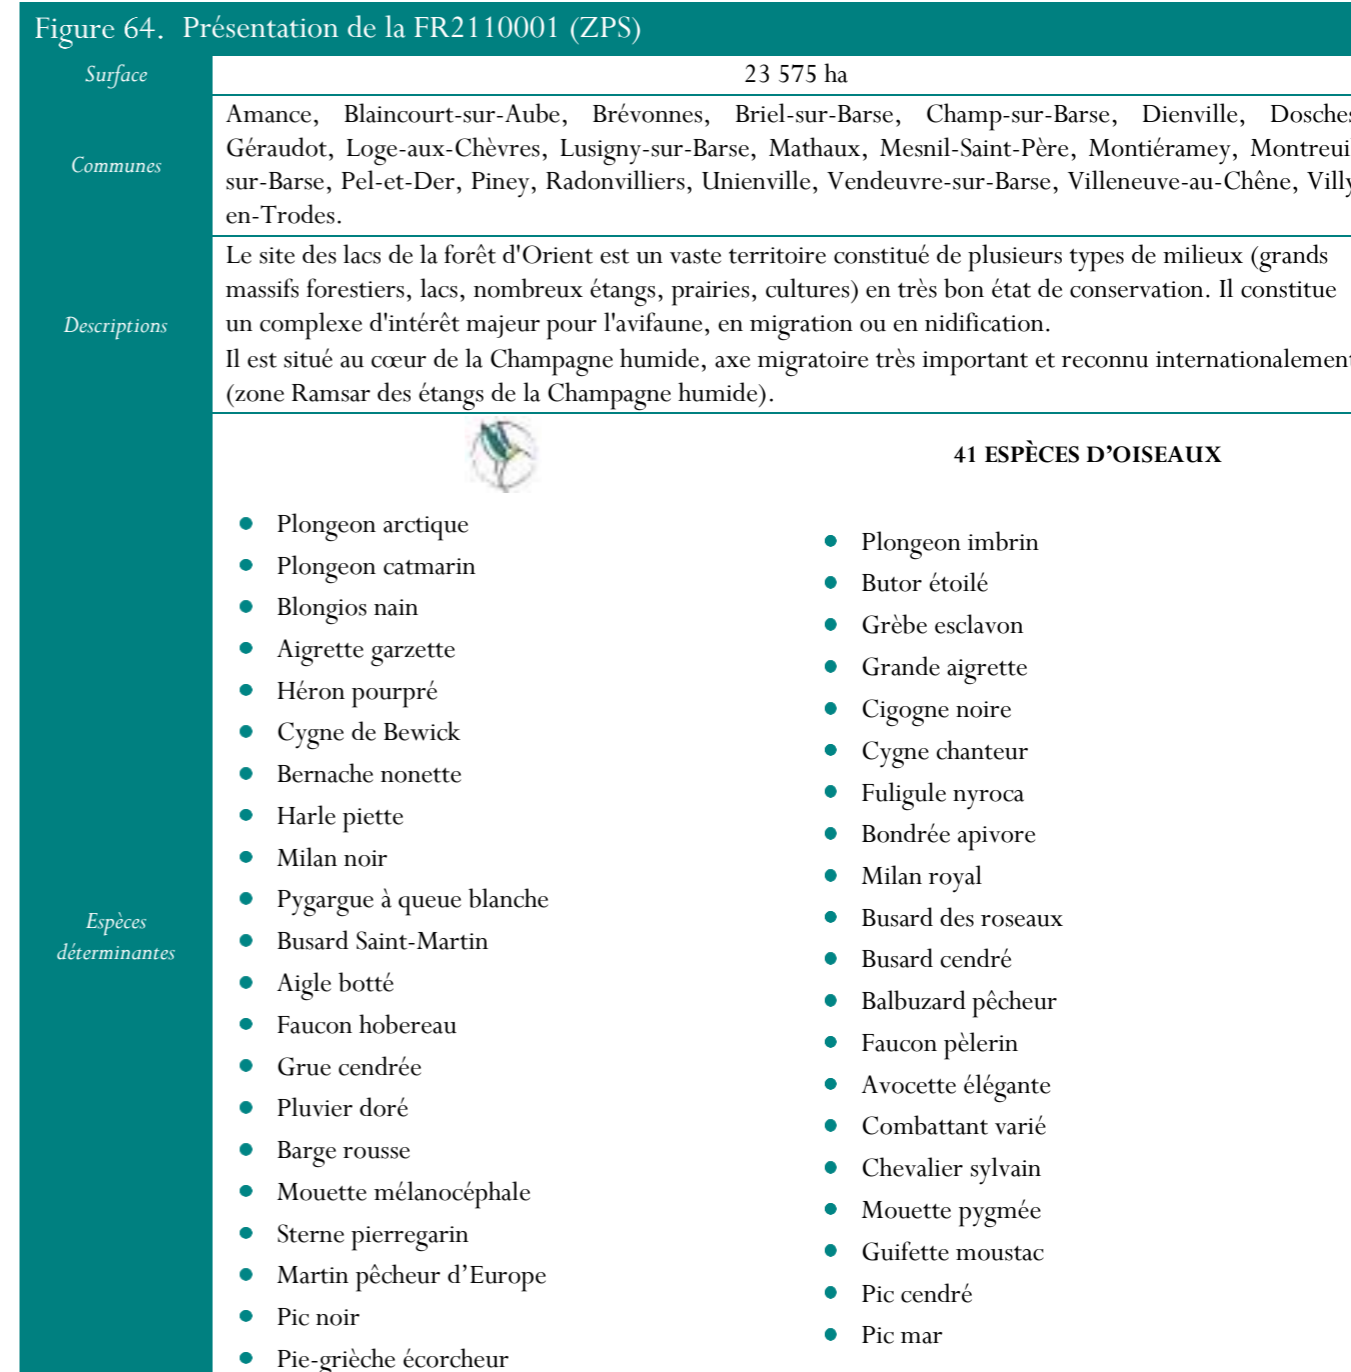 Figure 64. Présentation de la FR2110001 (ZPS)
Surface
23 575 ha
Communes
Amance, Blaincourt-sur-Aube, Brévonnes, Briel-sur-Barse, Champ-sur-Barse, Dienville, Dosches
Géraudot, Loge-aux-Chèvres, Lusigny-sur-Barse, Mathaux, Mesnil-Saint-Père, Montiéramey, Montreui
sur-Barse, Pel-et-Der, Piney, Radonvilliers, Unienville, Vendeuvre-sur-Barse, Villeneuve-au-Chêne, Villy
en-Trodes.
Descriptions
Le site des lacs de la forêt d'Orient est un vaste territoire constitué de plusieurs types de milieux (grands
massifs forestiers, lacs, nombreux étangs, prairies, cultures) en très bon état de conservation. Il constitue
un complexe d'intérêt majeur pour l'avifaune, en migration ou en nidification.
Il est situé au cœur de la Champagne humide, axe migratoire très important et reconnu internationalement
(zone Ramsar des étangs de la Champagne humide).
Espèces
déterminantes
41 ESPÈCES D’OISEAUX
• Plongeon arctique
• Plongeon catmarin
• Blongios nain
• Aigrette garzette
• Héron pourpré
• Cygne de Bewick
• Bernache nonette
• Harle piette
• Milan noir
• Pygargue à queue blanche
• Busard Saint-Martin
• Aigle botté
• Faucon hobereau
• Grue cendrée
• Pluvier doré
• Barge rousse
• Mouette mélanocéphale
• Sterne pierregarin
• Martin pêcheur d’Europe
• Pic noir
• Pie-grièche écorcheur
• Plongeon imbrin
• Butor étoilé
• Grèbe esclavon
• Grande aigrette
• Cigogne noire
• Cygne chanteur
• Fuligule nyroca
• Bondrée apivore
• Milan royal
• Busard des roseaux
• Busard cendré
• Balbuzard pêcheur
• Faucon pèlerin
• Avocette élégante
• Combattant varié
• Chevalier sylvain
• Mouette pygmée
• Guifette moustac
• Pic cendré
• Pic mar